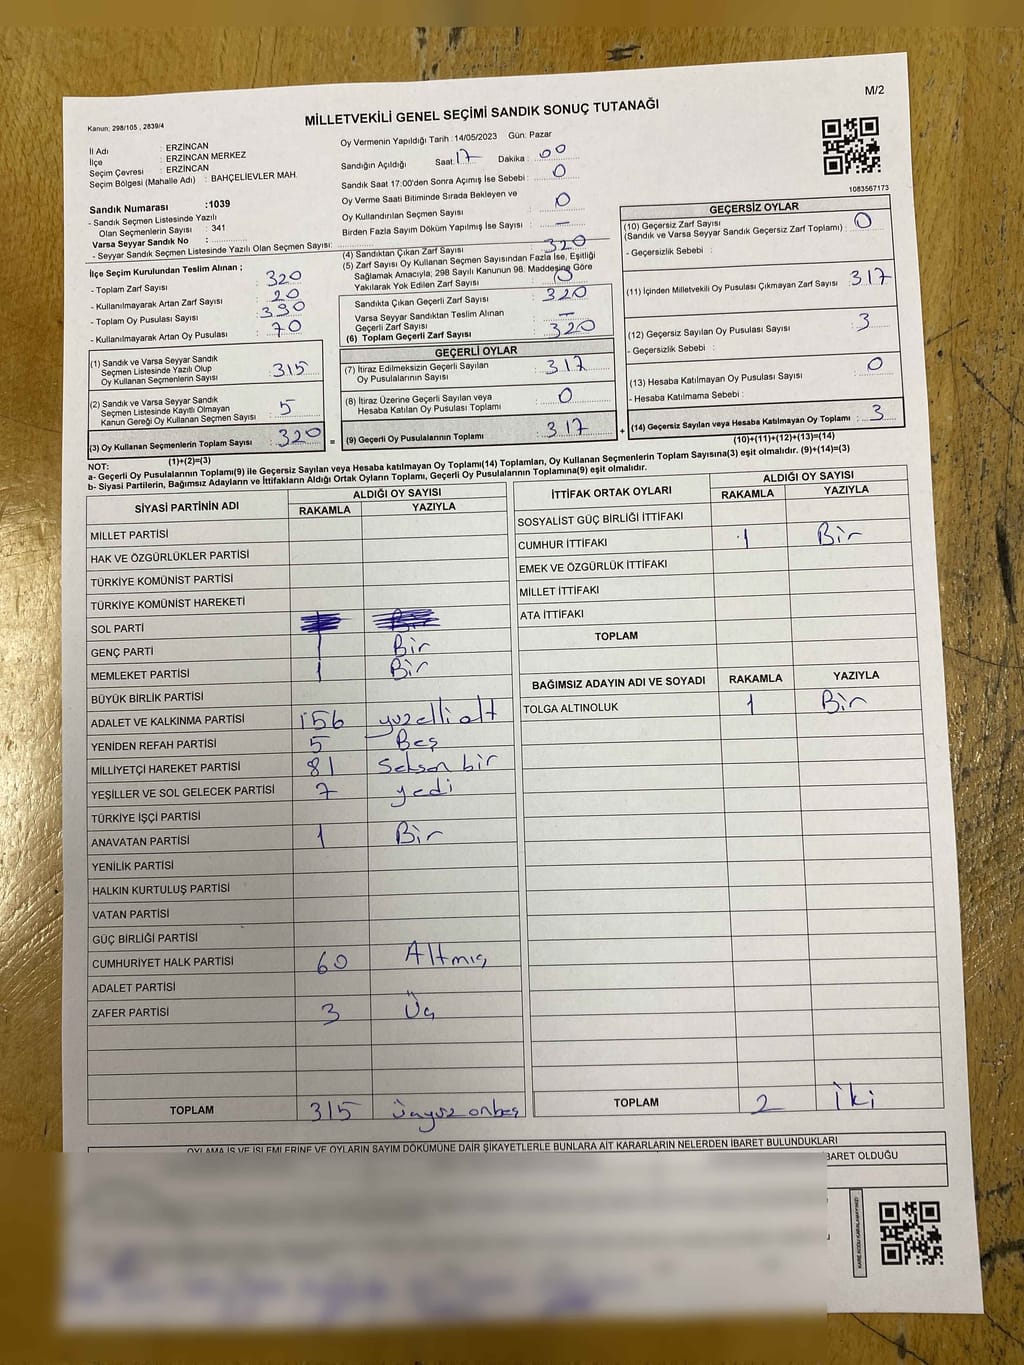 M/2
Kanun; 298/105 , 2839/4
MİLLETVEKİLİ GENEL SEÇİMİ SANDIK SONUÇ TUTANAĞI
İl Adı : ERZİNCAN
İlçe : ERZİNCAN MERKEZ
Seçim Çevresi : ERZİNCAN
Seçim Bölgesi (Mahalle Adı) : BAHÇELİEVLER MAH.
Sandık Numarası :1039
- Sandık Seçmen Listesinde Yazılı
Olan Seçmenlerin Sayısı : 341
Varsa Seyyar Sandık No :
- Seyyar Sandık Seçmen Listesinde Yazılı Olan Seçmen Sayısı:
Oy Vermenin Yapıldığı Tarih : 14/05/2023 Gün: Pazar
Sandığın Açıldığı Saat: 17 Dakika : 00
Sandık Saat 17:00'den Sonra Açımış İse Sebebi : 0
Oy Verme Saati Bitiminde Sırada Bekleyen ve
Oy Kullandırılan Seçmen Sayısı : 0
Birden Fazla Sayım Döküm Yapılmış İse Sayısı : —
1083567173
İlçe Seçim Kurulundan Teslim Alınan ;
- Toplam Zarf Sayısı : 320
- Kullanılmayarak Artan Zarf Sayısı : 20
- Toplam Oy Pusulası Sayısı : 390
- Kullanılmayarak Artan Oy Pusulası : 70
(1) Sandık ve Varsa Seyyar Sandık
Seçmen Listesinde Yazılı Olup
Oy Kullanan Seçmenlerin Sayısı : 315
(2) Sandık ve Varsa Seyyar Sandık
Seçmen Listesinde Kayıtlı Olmayan
Kanun Gereği Oy Kullanan Seçmen Sayısı : 5
(3) Oy Kullanan Seçmenlerin Toplam Sayısı : 320 =
(1)+(2)=(3)
(4) Sandıktan Çıkan Zarf Sayısı : 320
(5) Zarf Sayısı Oy Kullanan Seçmen Sayısından Fazla İse, Eşitliği
Sağlamak Amacıyla; 298 Sayılı Kanunun 98. Maddesine Göre
Yakılarak Yok Edilen Zarf Sayısı : 0
Sandıkta Çıkan Geçerli Zarf Sayısı : 320
Varsa Seyyar Sandıktan Teslim Alınan
Geçerli Zarf Sayısı : —
(6) Toplam Geçerli Zarf Sayısı : 320
GEÇERLİ OYLAR
(7) İtiraz Edilmeksizin Geçerli Sayılan
Oy Pusulalarının Sayısı : 317
(8) İtiraz Üzerine Geçerli Sayılan veya
Hesaba Katılan Oy Pusulası Toplamı : 0
(9) Geçerli Oy Pusulalarının Toplamı : 317 +
GEÇERSİZ OYLAR
(10) Geçersiz Zarf Sayısı : 0
(Sandık ve Varsa Seyyar Sandık Geçersiz Zarf Toplamı)
- Geçersizlik Sebebi :
(11) İçinden Milletvekili Oy Pusulası Çıkmayan Zarf Sayısı : 317
(12) Geçersiz Sayılan Oy Pusulası Sayısı : 3
- Geçersizlik Sebebi :
(13) Hesaba Katılmayan Oy Pusulası Sayısı : 0
- Hesaba Katılmama Sebebi :
(14) Geçersiz Sayılan veya Hesaba Katılmayan Oy Toplamı : 3
(10)+(11)+(12)+(13)=(14)
NOT:
a- Geçerli Oy Pusulalarının Toplamı(9) ile Geçersiz Sayılan veya Hesaba katılmayan Oy Toplamı(14) Toplamları, Oy Kullanan Seçmenlerin Toplam Sayısına(3) eşit olmalıdır. (9)+(14)=(3)
b- Siyasi Partilerin, Bağımsız Adayların ve İttifakların Aldığı Ortak Oyların Toplamı, Geçerli Oy Pusulalarının Toplamına(9) eşit olmalıdır.
SİYASİ PARTİNİN ADI ALDIĞI OY SAYISI
RAKAMLA YAZIYLA
MİLLET PARTİSİ
HAK VE ÖZGÜRLÜKLER PARTİSİ
TÜRKİYE KOMÜNİST PARTİSİ
TÜRKİYE KOMÜNİST HAREKETİ
SOL PARTİ
GENÇ PARTİ 1 Bir
MEMLEKET PARTİSİ 1 Bir
BÜYÜK BİRLİK PARTİSİ
ADALET VE KALKINMA PARTİSİ 156 yuzelli alt
YENİDEN REFAH PARTİSİ 5 Beş
MİLLİYETÇİ HAREKET PARTİSİ 81 Seksen bir
YEŞİLLER VE SOL GELECEK PARTİSİ 7 yedi
TÜRKİYE İŞÇİ PARTİSİ
ANAVATAN PARTİSİ 1 Bir
YENİLİK PARTİSİ
HALKIN KURTULUŞ PARTİSİ
VATAN PARTİSİ
GÜÇ BİRLİĞİ PARTİSİ
CUMHURİYET HALK PARTİSİ 60 Altmış
ADALET PARTİSİ
ZAFER PARTİSİ 3 Üç
TOPLAM 315 Üçyüz onbeş
İTTİFAK ORTAK OYLARI ALDIĞI OY SAYISI
RAKAMLA YAZIYLA
SOSYALİST GÜÇ BİRLİĞİ İTTİFAKI
CUMHUR İTTİFAKI 1 Bir
EMEK VE ÖZGÜRLÜK İTTİFAKI
MİLLET İTTİFAKI
ATA İTTİFAKI
TOPLAM
BAĞIMSIZ ADAYIN ADI VE SOYADI RAKAMLA YAZIYLA
TOLGA ALTINOLUK 1 Bir
TOPLAM 2 İki
OYLAMA İŞ VE İŞLEMLERİNE VE OYLARIN SAYIM DÖKÜMÜNE DAİR ŞİKAYETLERLE BUNLARA AİT KARARLARIN NELERDEN İBARET BULUNDUKLARI
BARET OLDUĞU
KARE KODU KARALAMAYINIZ!